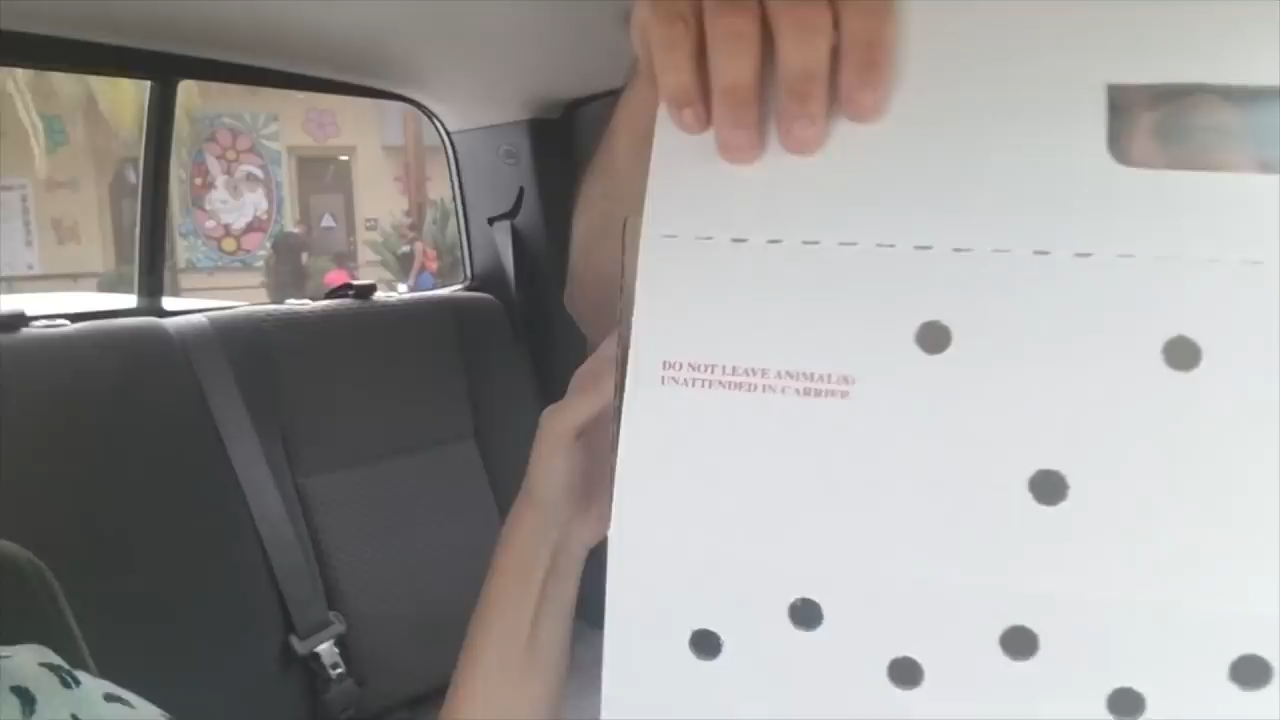 DO NOT LEAVE ANIMAL(S)
UNATTENDED IN CARRIER